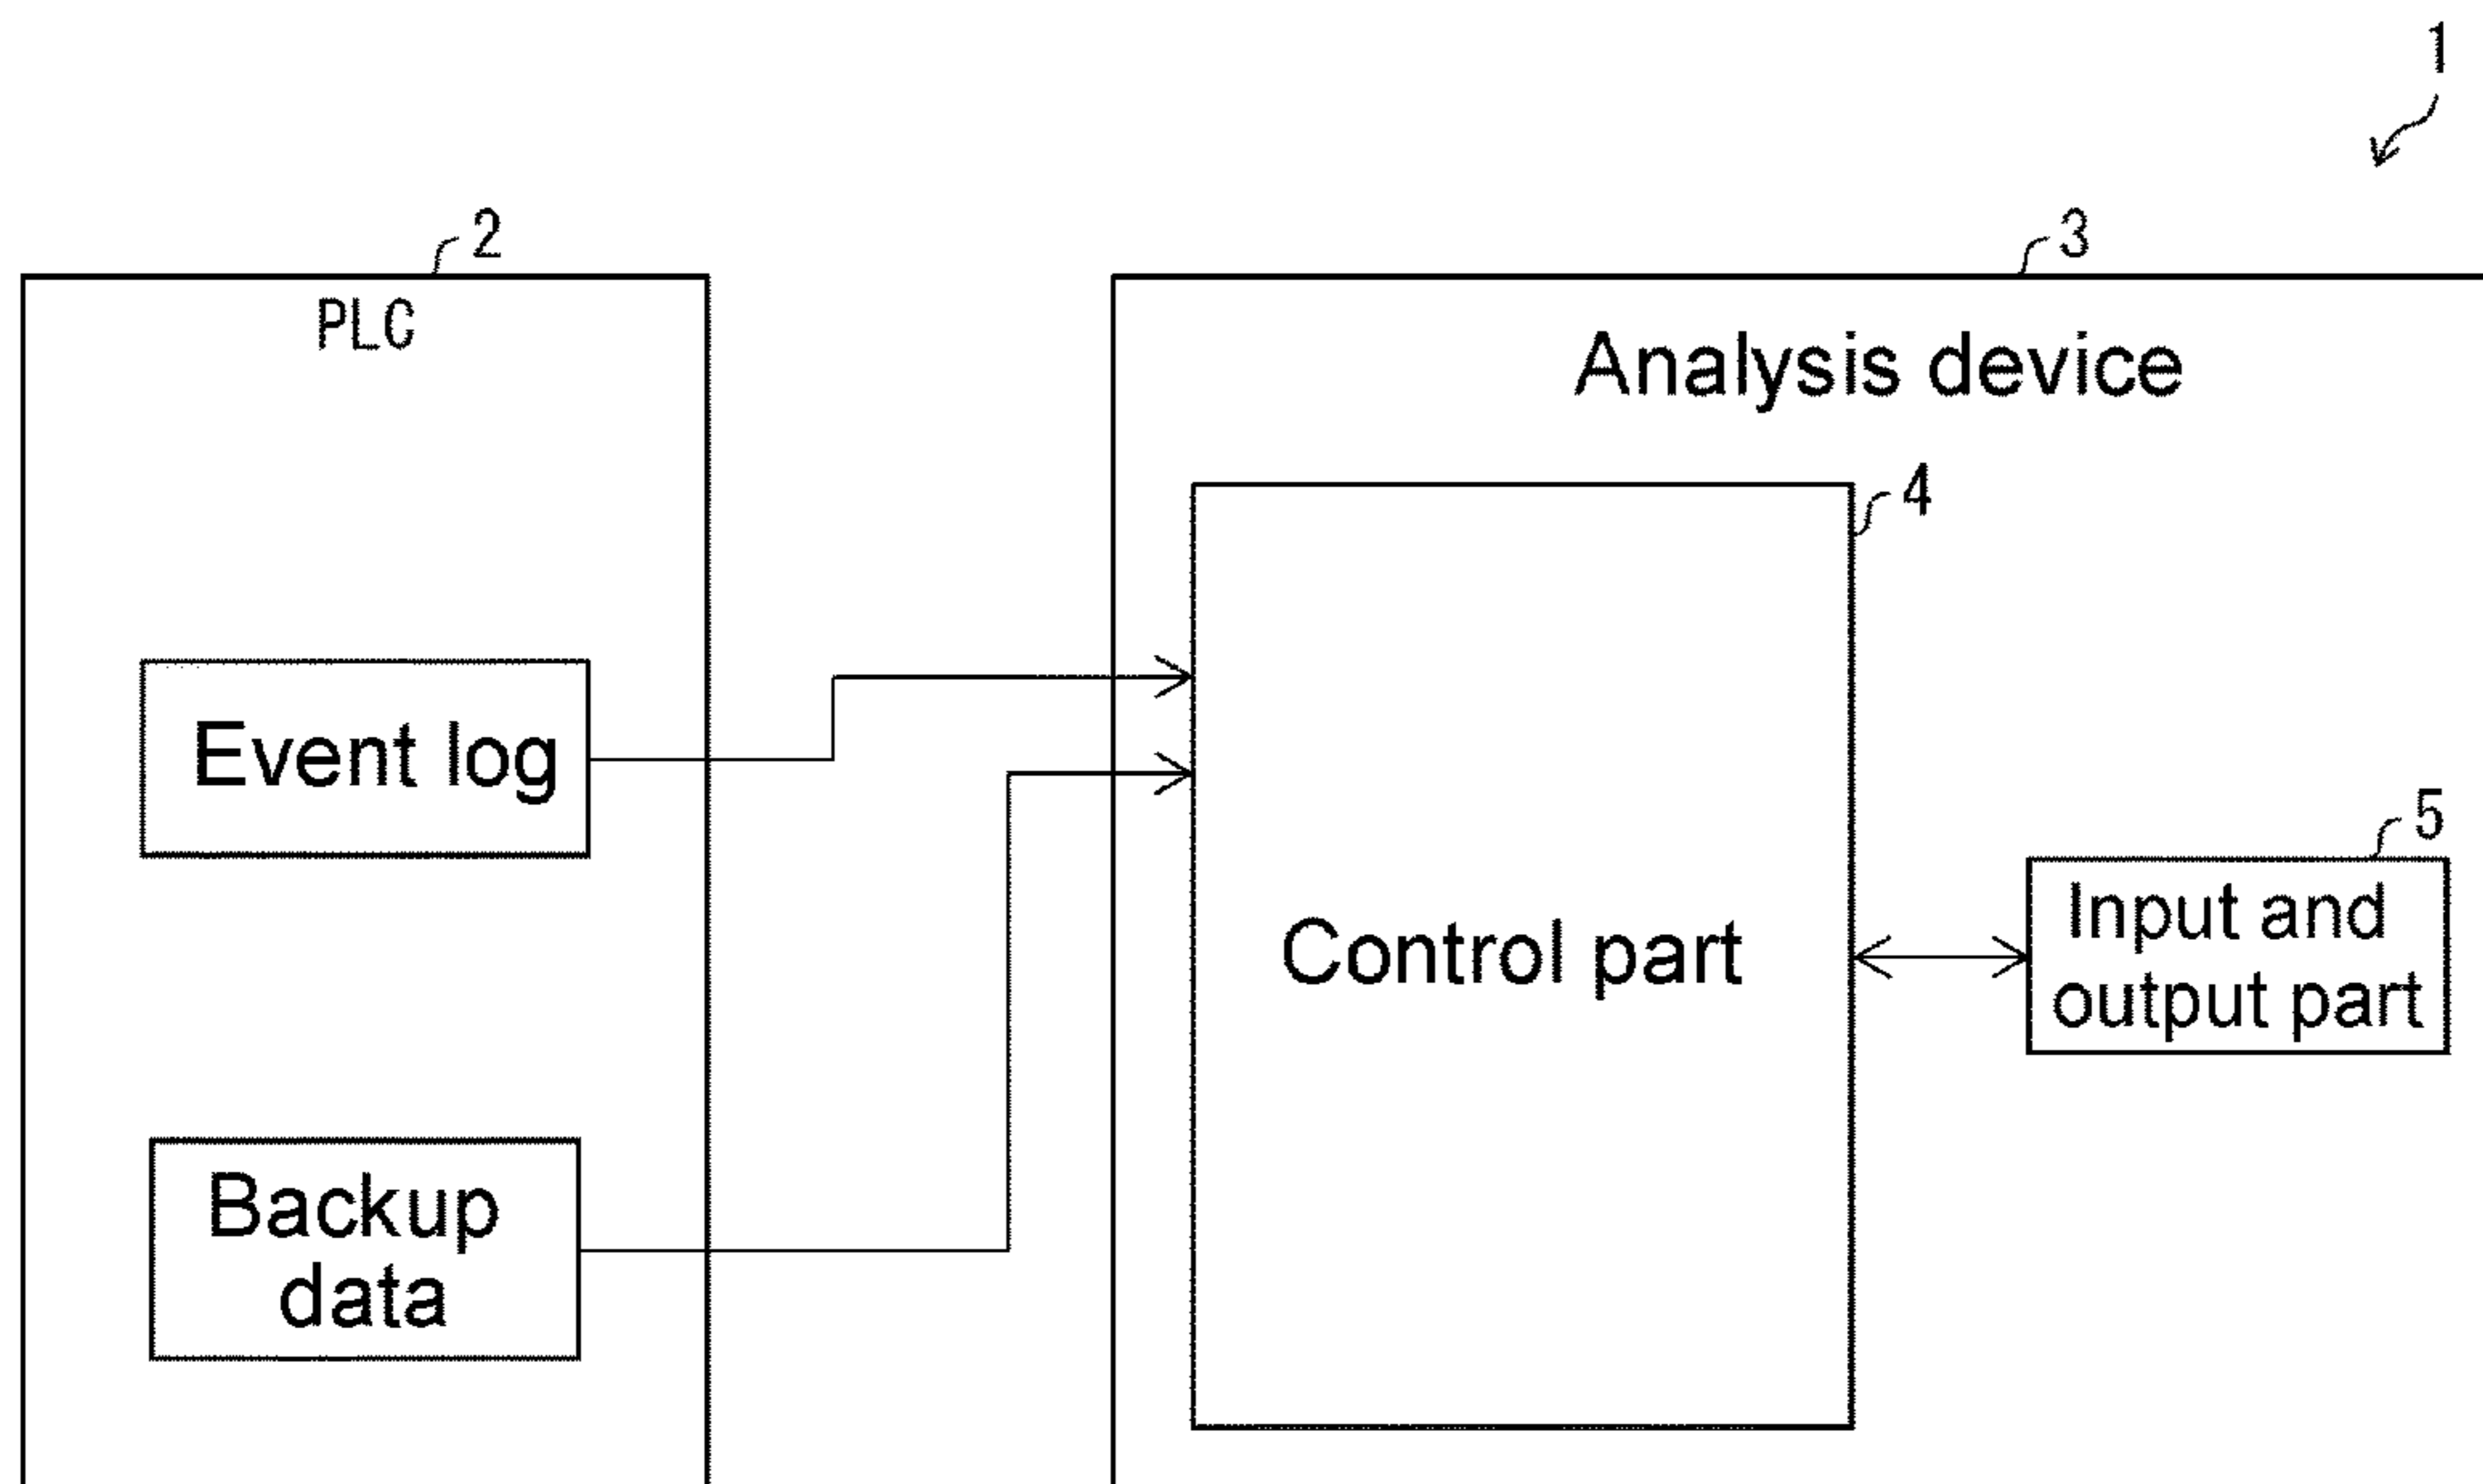 1
2
3
PLC
Analysis device
4
Event log
Control part
5
Input and
output part
Backup
data